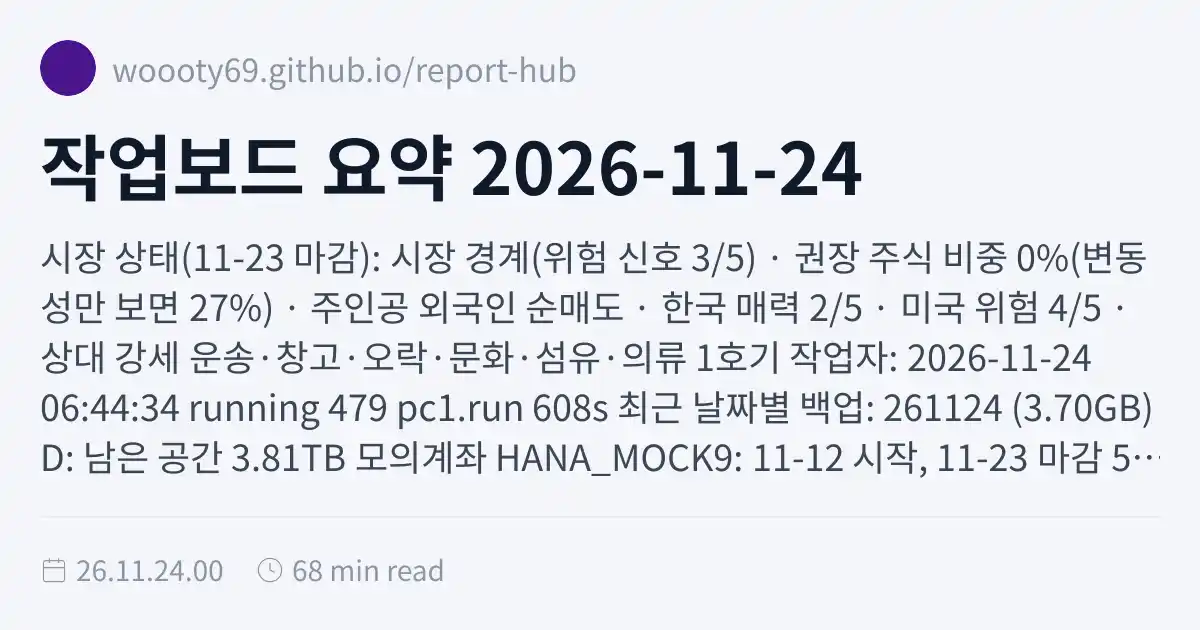 woooty69.github.io/report-hub
작업보드 요약 2026-11-24
시장 상태(11-23 마감): 시장 경계(위험 신호 3/5) · 권장 주식 비중 0%(변동
성만 보면 27%) · 주인공 외국인 순매도 · 한국 매력 2/5 · 미국 위험 4/5 ·
상대 강세 운송·창고·오락·문화·섬유·의류 1호기 작업자: 2026-11-24
06:44:34 running 479 pc1.run 608s 최근 날짜별 백업: 261124 (3.70GB)
D: 남은 공간 3.81TB 모의계좌 HANA_MOCK9: 11-12 시작, 11-23 마감 5…
26.11.24.00 68 min read